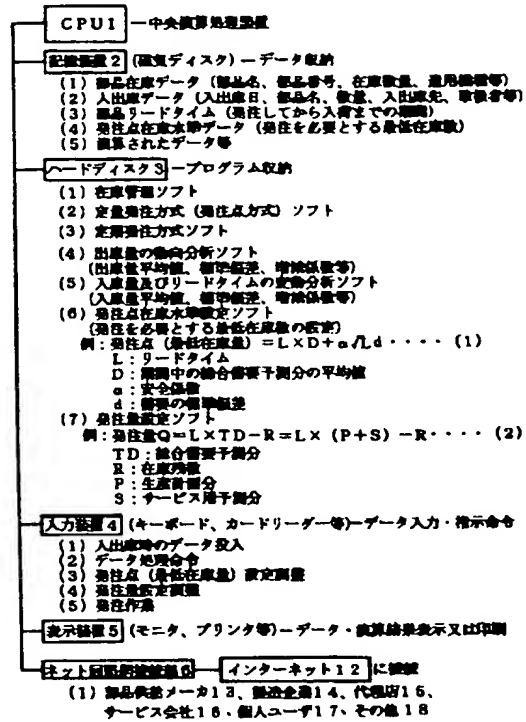 CPU1 ー中央演算処理装置
記憶装置2 (磁気ディスク)ーデータ収納
(1) 部品在庫データ (部品名、部品番号、在庫数量、適用機種等)
(2) 入出庫データ (入出庫日、部品名、数量、入出庫先、取扱者等)
(3) 部品リードタイム (発注してから入荷までの期間)
(4) 発注点在庫水準データ (発注を必要とする最低在庫数)
(5) 演算されたデータ等
ハードディスク3 ープログラム収納
(1) 在庫管理ソフト
(2) 定量発注方式 (発注点方式) ソフト
(3) 定期発注方式ソフト
(4) 出庫量の動向分析ソフト
(出庫量平均値、標準偏差、増減係数等)
(5) 入庫量及びリードタイムの変動分析ソフト
(入庫量平均値、標準偏差、増減係数等)
(6) 発注点在庫水準設定ソフト
(発注を必要とする最低在庫数の設定)
例:発注点 (最低在庫量) =L×D+α√Ld・・・・ (1)
L:リードタイム
D:期間中の総合需要予測分の平均値
α:安全係数
d:需要の標準偏差
(7) 発注量設定ソフト
例:発注量Q=L×TD-R=L× (P+S) -R・・・・ (2)
TD:総合需要予測分
R:在庫残数
P:生産計画分
S:サービス用予測分
入力装置4 (キーボード、カードリーダー等)ーデータ入力・指示命令
(1) 入出庫時のデータ投入
(2) データ処理命令
(3) 発注点 (最低在庫量) 設定調整
(4) 発注量設定調整
(5) 発注作業
表示装置5 (モニタ、プリンタ等)ーデータ・演算結果表示又は印刷
ネット回路網接続器6 インターネット12 に接続
(1) 部品供給メーカ13、製造企業14、代理店15、
サービス会社16、個人ユーザ17、その他18